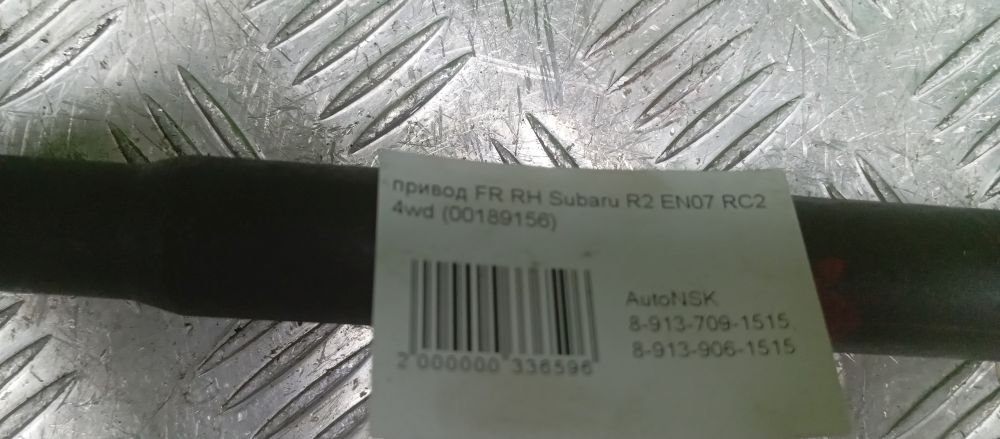 привод FR RH Subaru R2 EN07 RC2
4wd (00189156)
AutoNSK
8-913-709-1515,
8-913-906-1515
2 000000 336596